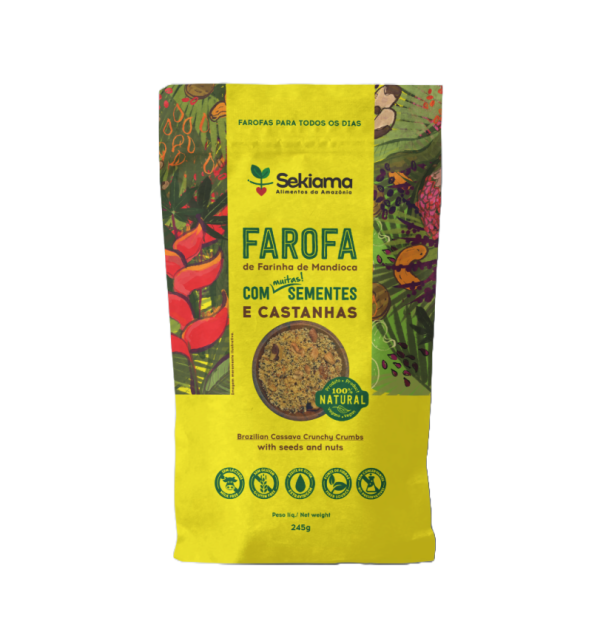 FAROFAS PARA TODOS OS DIAS
Sekiama
Alimentos da Amazônia
FAROFA
de Farinha de Mandioca
muitas!
COM SEMENTES
E CASTANHAS
100%
NATURAL
Brazilian Cassava Crunchy Crumbs
with seeds and nuts
Peso líq./ Net weight
245g